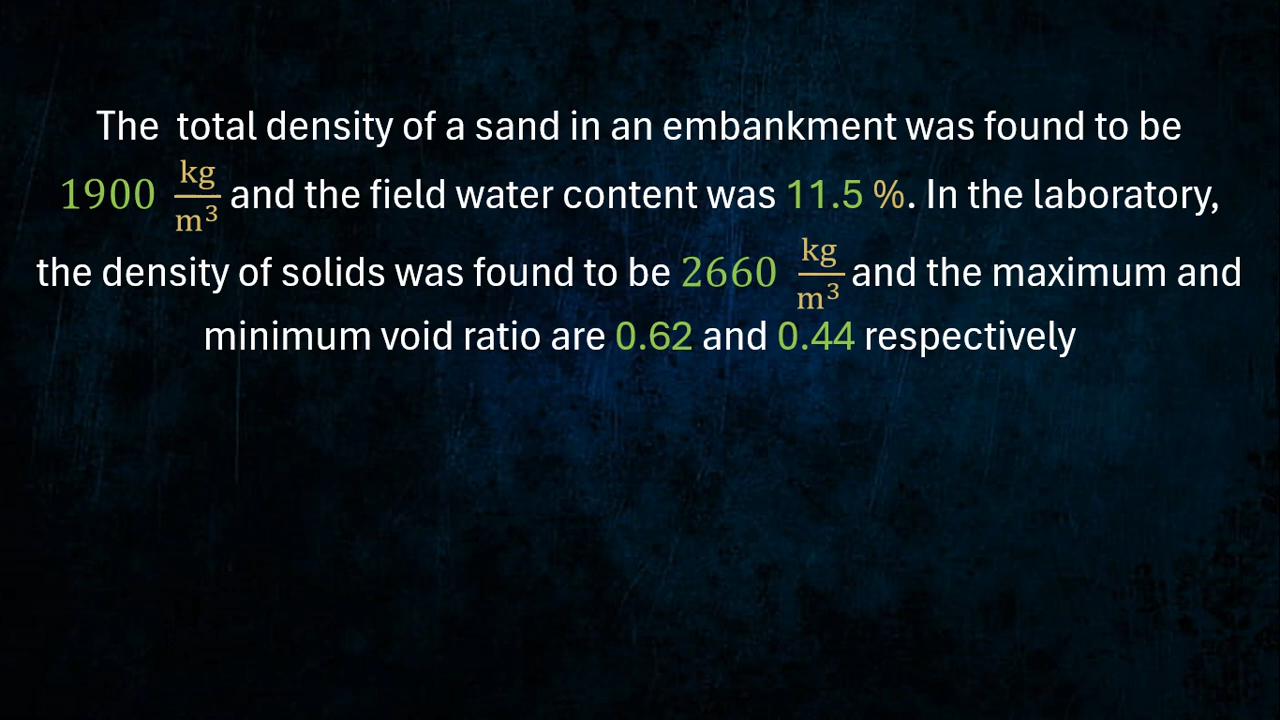 The total density of a sand in an embankment was found to be
1900 kg/m³ and the field water content was 11.5 %. In the laboratory,
the density of solids was found to be 2660 kg/m³ and the maximum and
minimum void ratio are 0.62 and 0.44 respectively